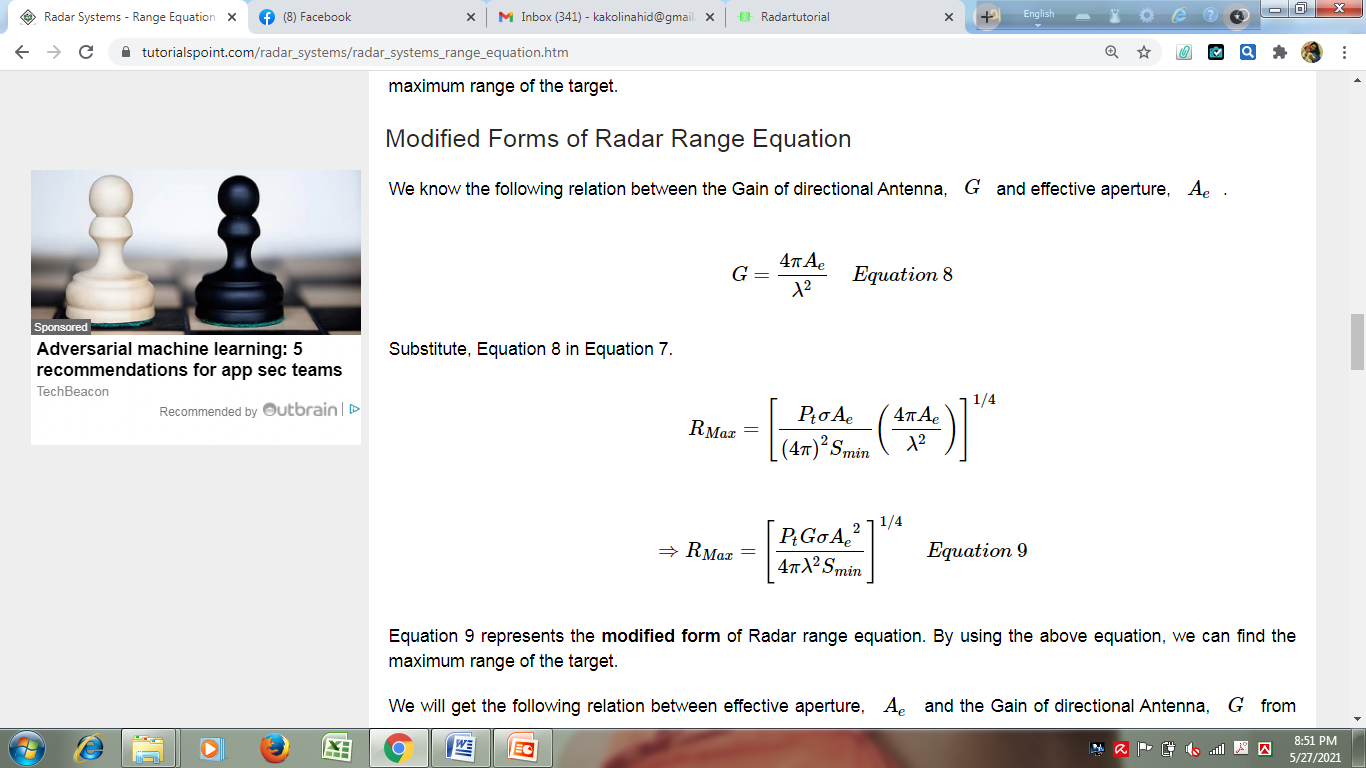 Radar Systems - Range Equation
(8) Facebook
Inbox (341) - kakolinahid@gmail.
Radartutorial
English
tutorialspoint.com/radar_systems/radar_systems_range_equation.htm
maximum range of the target.
Modified Forms of Radar Range Equation
We know the following relation between the Gain of directional Antenna, G and effective aperture, Aₑ .
G = 4πAₑ / λ² Equation 8
Sponsored
Adversarial machine learning: 5
recommendations for app sec teams
TechBeacon
Recommended by Outbrain
Substitute, Equation 8 in Equation 7.
R_Max = [ P_tσAₑ / (4π)²S_min ( 4πAₑ / λ² ) ]^1/4
⇒ R_Max = [ P_tGσAₑ² / 4πλ²S_min ]^1/4 Equation 9
Equation 9 represents the modified form of Radar range equation. By using the above equation, we can find the
maximum range of the target.
We will get the following relation between effective aperture, Aₑ and the Gain of directional Antenna, G from
8:51 PM
5/27/2021